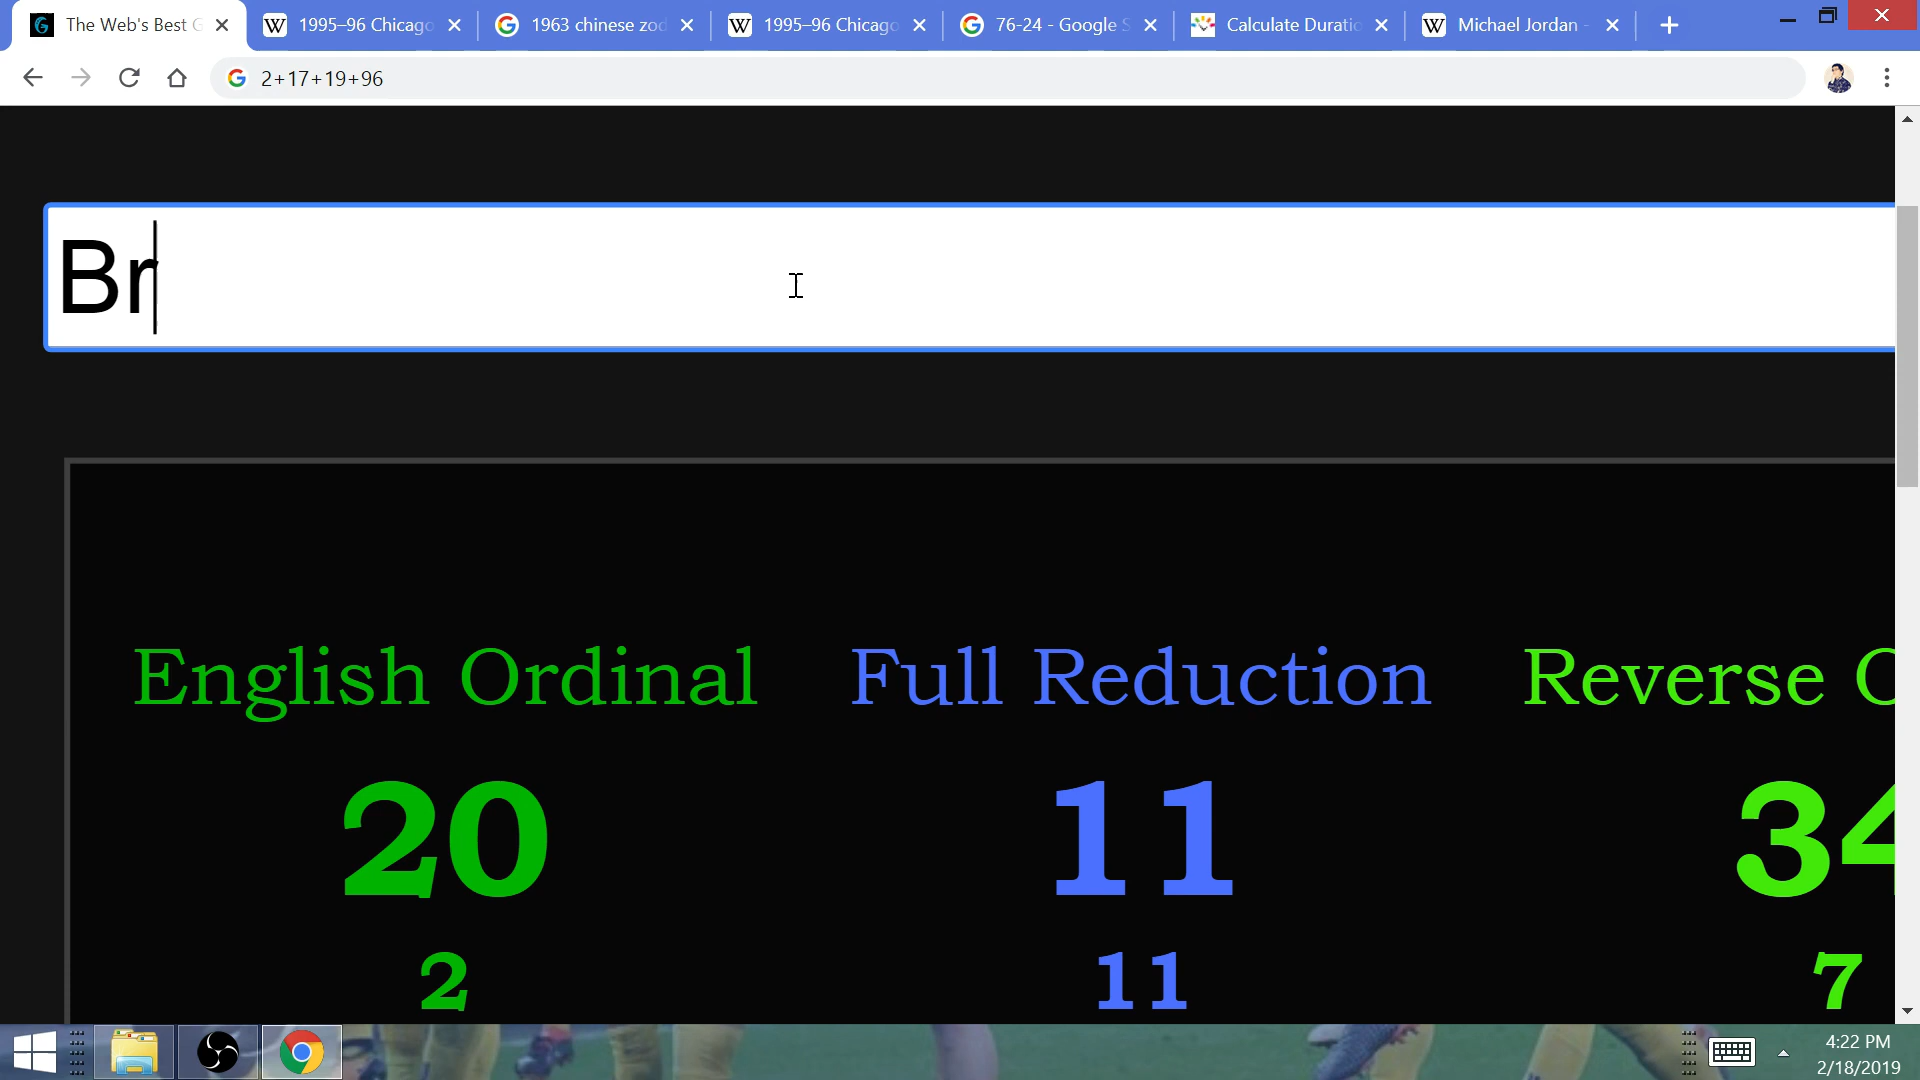 The Web's Best G
1995–96 Chicago
1963 chinese zod
1995–96 Chicago
76-24 - Google S
Calculate Duratio
Michael Jordan -
2+17+19+96
Br
English Ordinal
Full Reduction
Reverse O
20
11
34
2
11
7
4:22 PM
2/18/2019